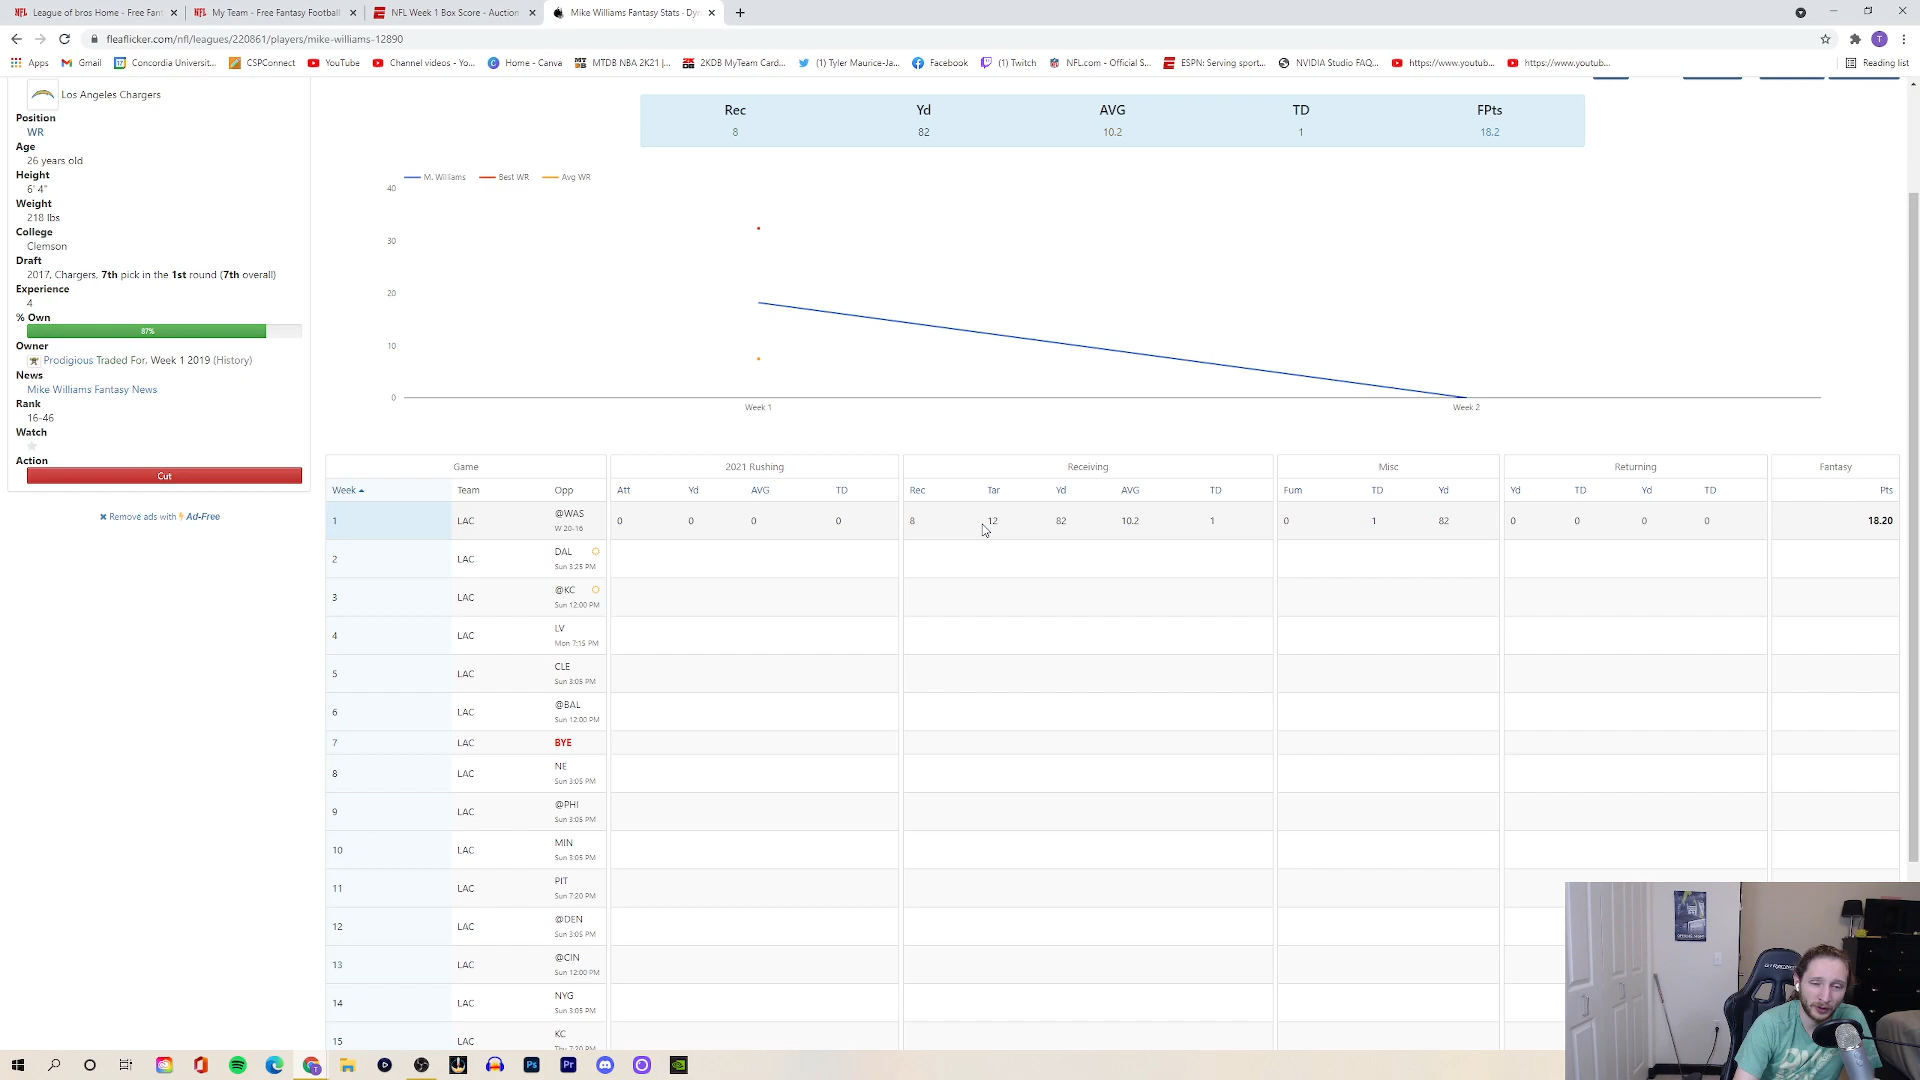 League of bros Home - Free Fant
My Team - Free Fantasy Football
NFL Week 1 Box Score - Auction
Mike Williams Fantasy Stats - Dy
fleaflicker.com/nfl/leagues/220861/players/mike-williams-12890
Apps Gmail Concordia Universit... CSPConnect YouTube Channel videos - Yo... Home - Canva MTDB NBA 2K21 |... 2KDB MyTeam Card... (1) Tyler Maurice-Ja... Facebook (1) Twitch NFL.com - Official S... ESPN: Serving sport... NVIDIA Studio FAQ... https://www.youtub... https://www.youtub... Reading list
Los Angeles Chargers
Position
WR
Age
26 years old
Height
6' 4"
Weight
218 lbs
College
Clemson
Draft
2017, Chargers, 7th pick in the 1st round (7th overall)
Experience
4
% Own
87%
Owner
Prodigious Traded For, Week 1 2019 (History)
News
Mike Williams Fantasy News
Rank
16-46
Watch
Action
Cut
Remove ads with Ad-Free
Rec Yd AVG TD FPts
8 82 10.2 1 18.2
M. Williams Best WR Avg WR
40
30
20
10
0
Week 1 Week 2
Game 2021 Rushing Receiving Misc Returning Fantasy
Week Team Opp Att Yd AVG TD Rec Tar Yd AVG TD Fum TD Yd Yd TD Yd TD Pts
1 LAC @WAS 0 0 0 0 8 12 82 10.2 1 0 1 82 0 0 0 0 18.20
W 20-16
2 LAC DAL
Sun 3:25 PM
3 LAC @KC
Sun 12:00 PM
4 LAC LV
Mon 7:15 PM
5 LAC CLE
Sun 3:05 PM
6 LAC @BAL
Sun 12:00 PM
7 LAC BYE
8 LAC NE
Sun 3:05 PM
9 LAC @PHI
Sun 3:05 PM
10 LAC MIN
Sun 3:05 PM
11 LAC PIT
Sun 7:20 PM
12 LAC @DEN
Sun 3:05 PM
13 LAC @CIN
Sun 12:00 PM
14 LAC NYG
Sun 3:05 PM
15 LAC KC
Thu 7:20 PM